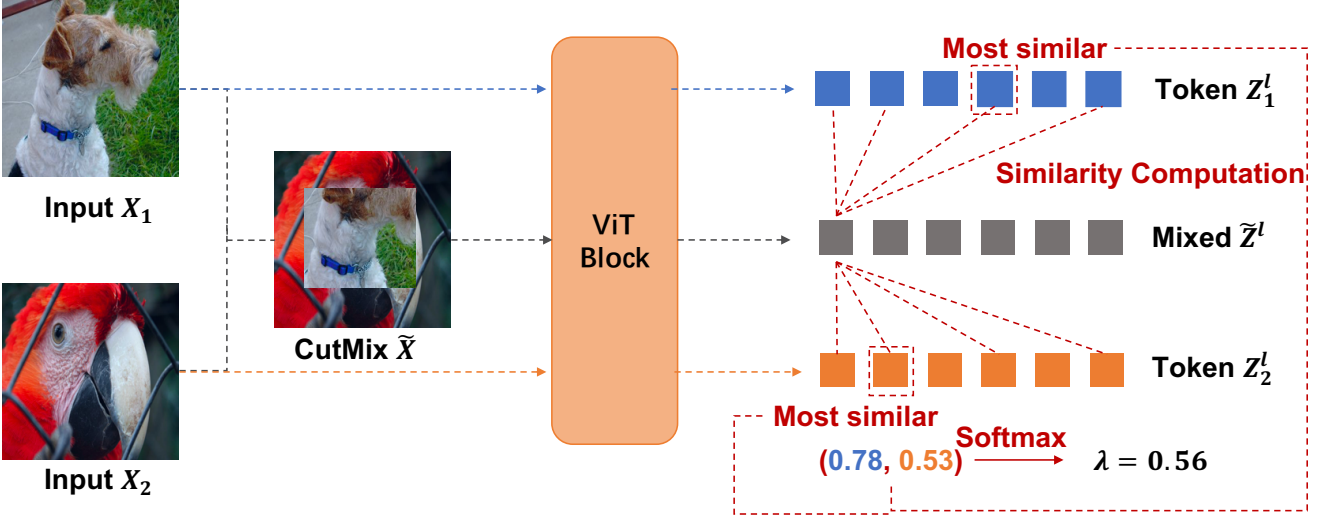 Most similar
Token Z₁ˡ
Input X₁
Similarity Computation
ViT
Block
Mixed Z̃ˡ
CutMix X̃
Token Z₂ˡ
Most similar
Softmax
(0.78, 0.53)
λ = 0.56
Input X₂